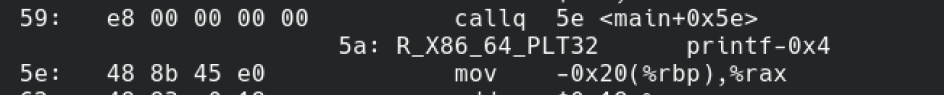 59: e8 00 00 00 00 callq 5e <main+0x5e>
5a: R_X86_64_PLT32 printf-0x4
5e: 48 8b 45 e0 mov -0x20(%rbp),%rax